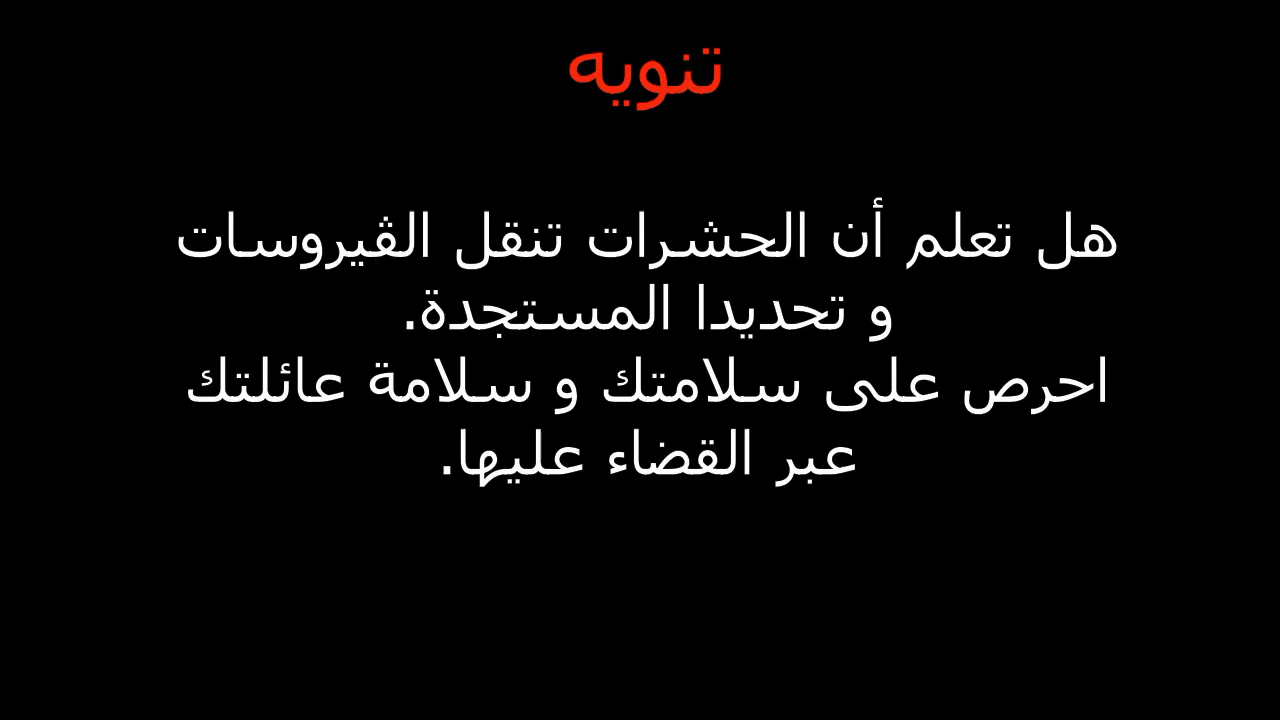 تنويه
هل تعلم أن الحشرات تنقل الڤيروسات
و تحديدا المستجدة.
احرص على سلامتك و سلامة عائلتك
عبر القضاء عليها.